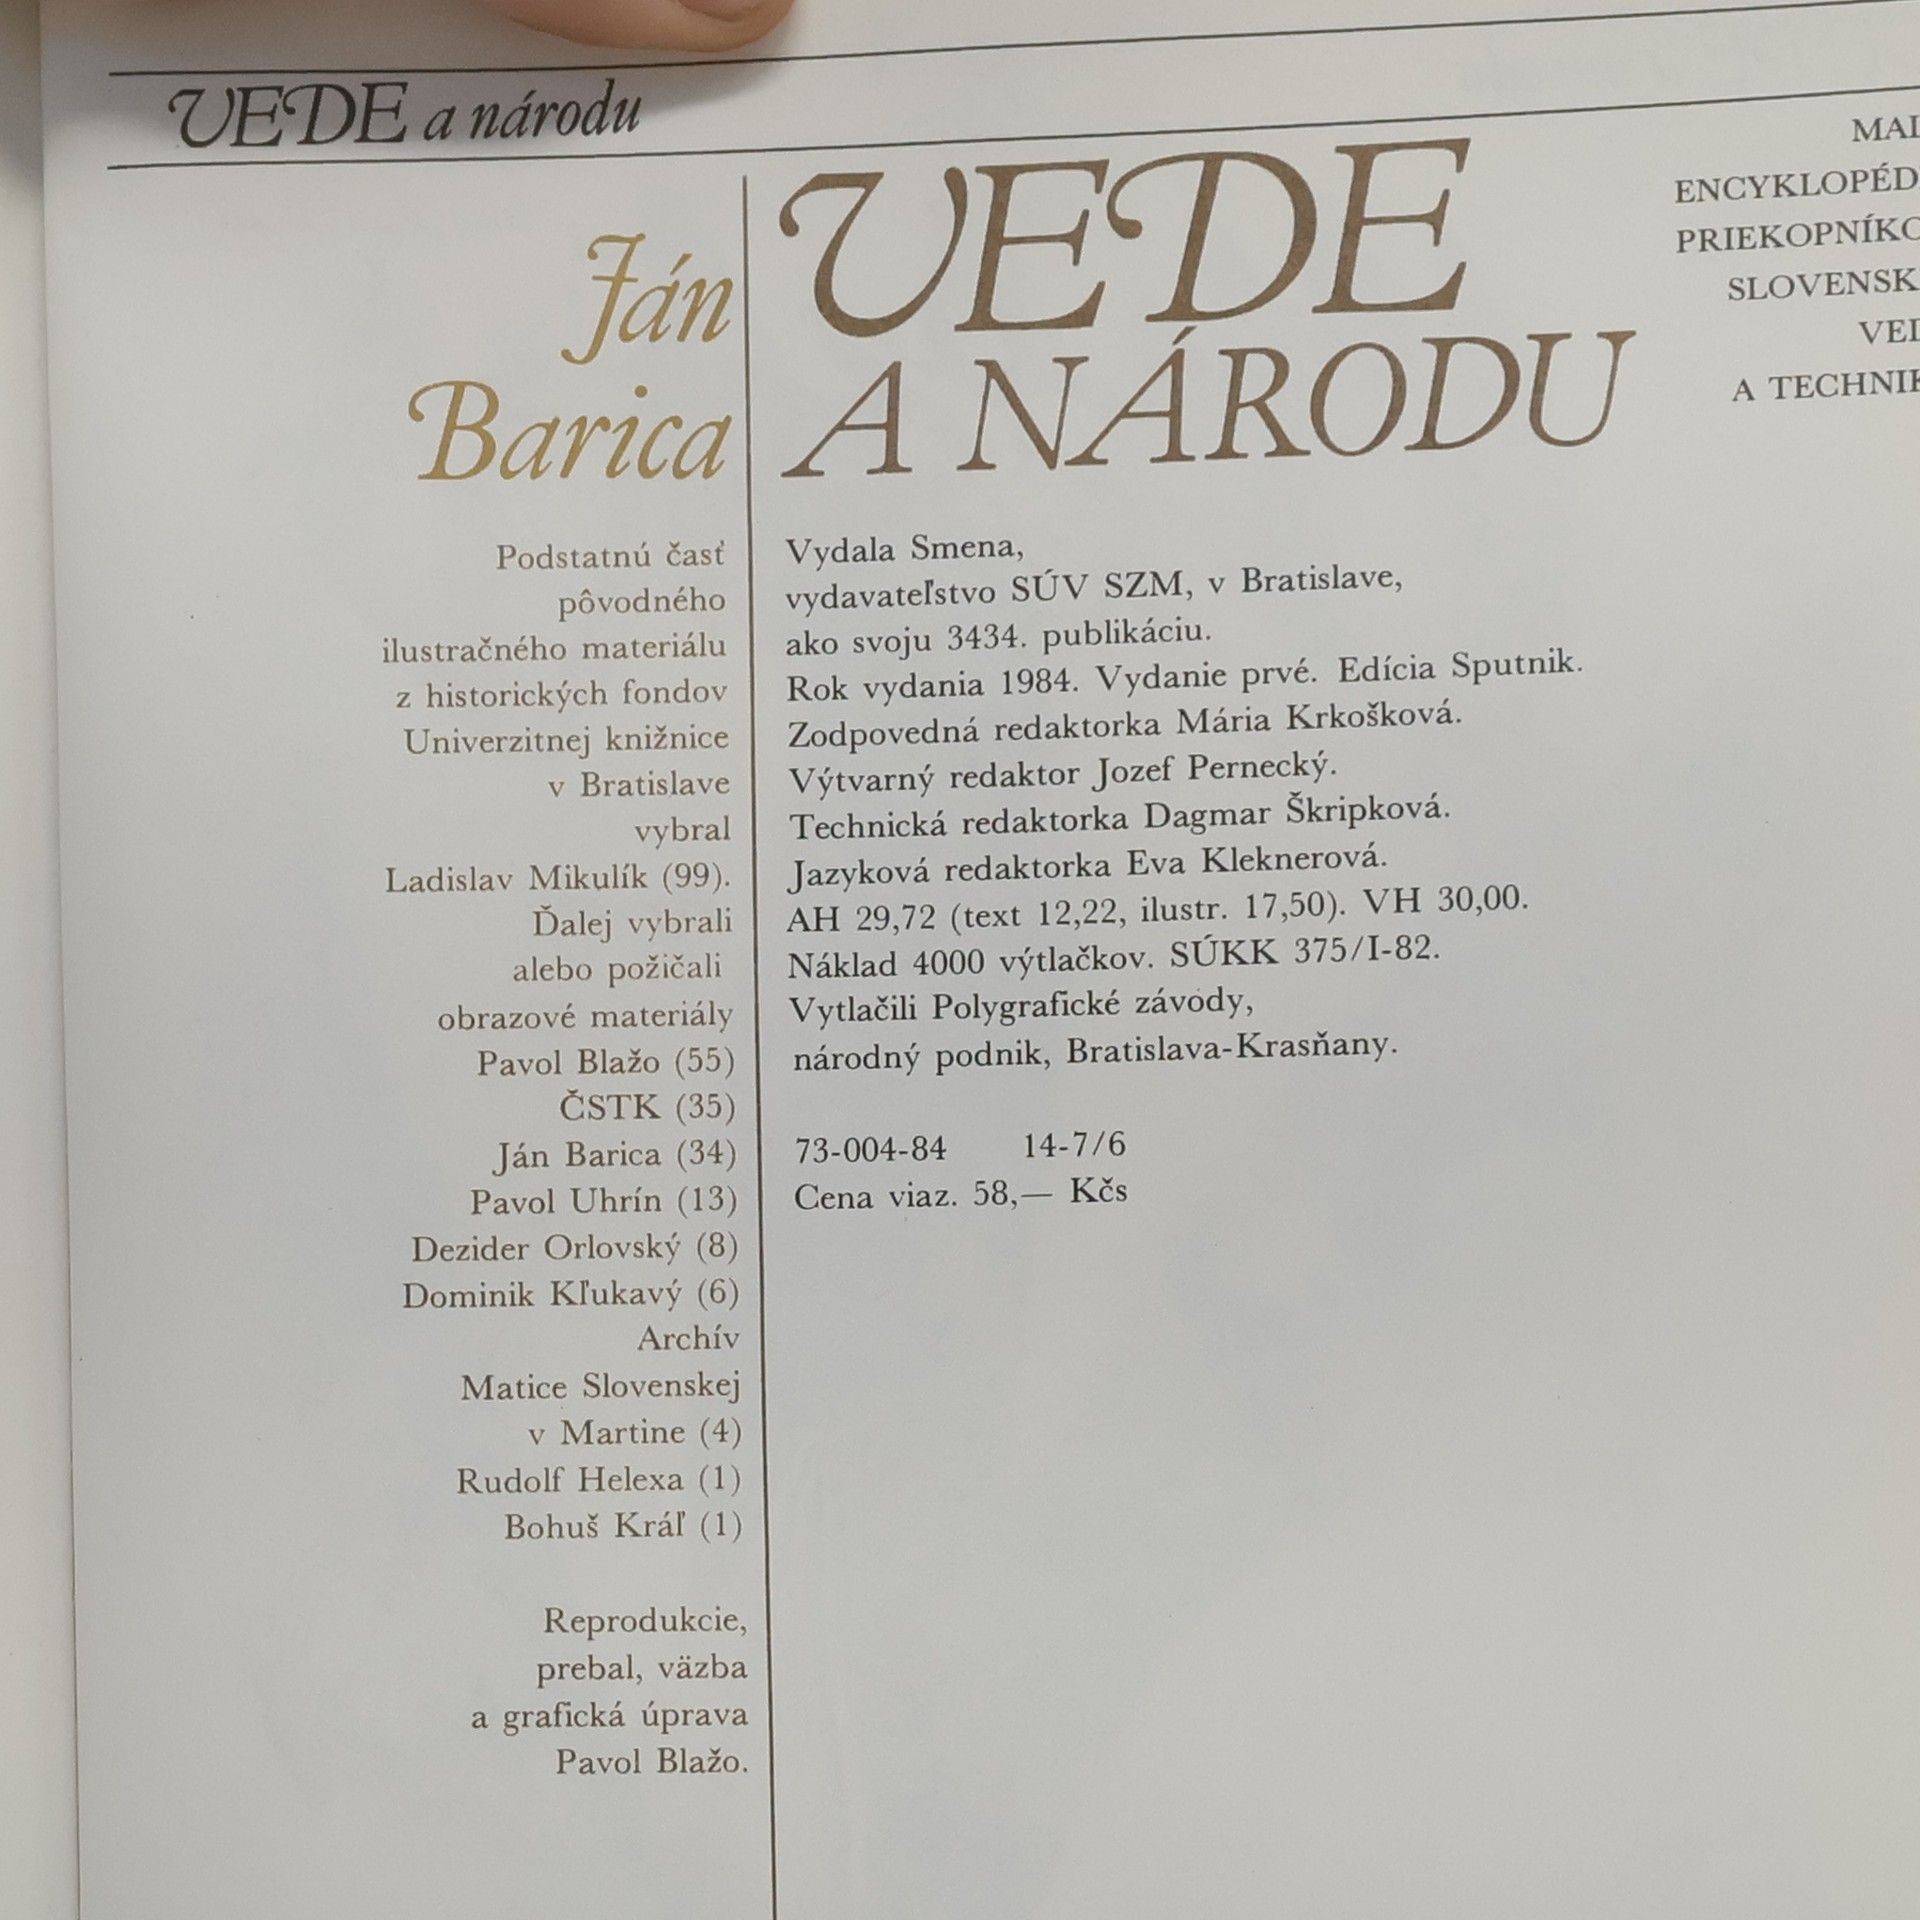 VEDE a národu
Ján
Barica
Podstatnú časť
pôvodného
ilustračného materiálu
z historických fondov
Univerzitnej knižnice
v Bratislave
vybral
Ladislav Mikulík (99).
Ďalej vybrali
alebo požičali
obrazové materiály
Pavol Blažo (55)
ČSTK (35)
Ján Barica (34)
Pavol Uhrín (13)
Dezider Orlovský (8)
Dominik Kľukavý (6)
Archív
Matice Slovenskej
v Martine (4)
Rudolf Helexa (1)
Bohuš Kráľ (1)
Reprodukcie,
prebal, väzba
a grafická úprava
Pavol Blažo.
VEDE
A NÁRODU
Vydala Smena,
vydavateľstvo SÚV SZM, v Bratislave,
ako svoju 3434. publikáciu.
Rok vydania 1984. Vydanie prvé. Edícia Sputnik.
Zodpovedná redaktorka Mária Krkošková.
Výtvarný redaktor Jozef Pernecký.
Technická redaktorka Dagmar Škripková.
Jazyková redaktorka Eva Kleknerová.
AH 29,72 (text 12,22, ilustr. 17,50). VH 30,00.
Náklad 4000 výtlačkov. SÚKK 375/I-82.
Vytlačili Polygrafické závody,
národný podnik, Bratislava-Krasňany.
73-004-84 14-7/6
Cena viaz. 58,— Kčs
MAL
ENCYKLOPÉD
PRIEKOPNÍKO
SLOVENSK
VED
A TECHNIK